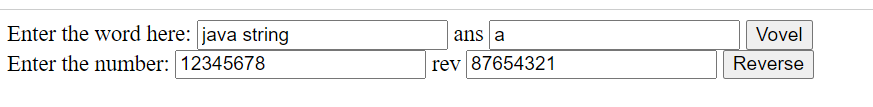 Enter the word here: java string ans a Vovel
Enter the number: 12345678 rev 87654321 Reverse